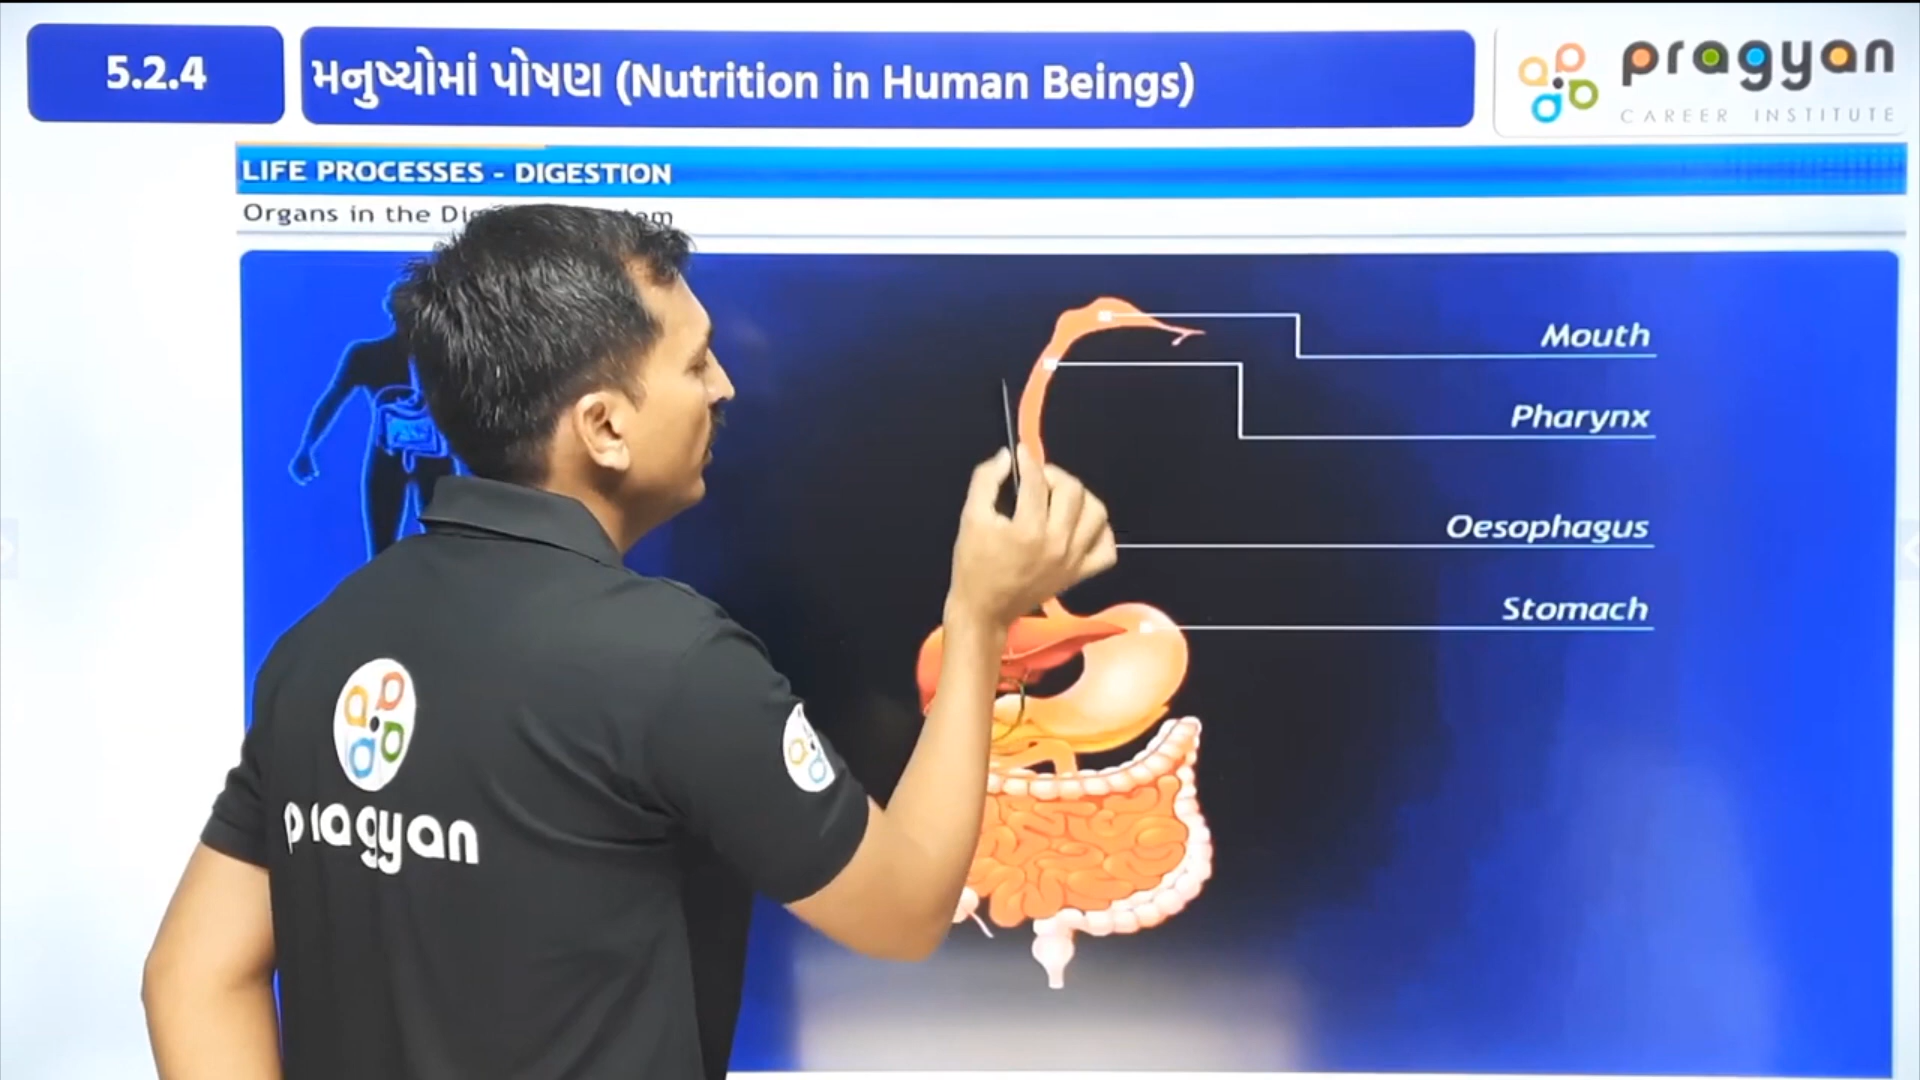 5.2.4
મનુષ્યોમાં પોષણ (Nutrition in Human Beings)
pragyan
CAREER INSTITUTE
LIFE PROCESSES - DIGESTION
Organs in the
Mouth
Pharynx
Oesophagus
Stomach
pragyan